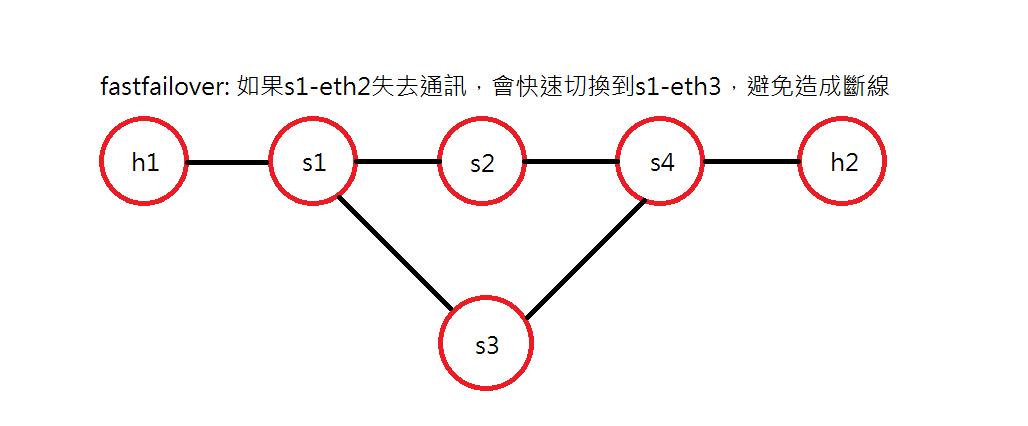 fastfailover: 如果s1-eth2失去通訊，會快速切換到s1-eth3，避免造成斷線
h1
s1
s2
s4
h2
s3